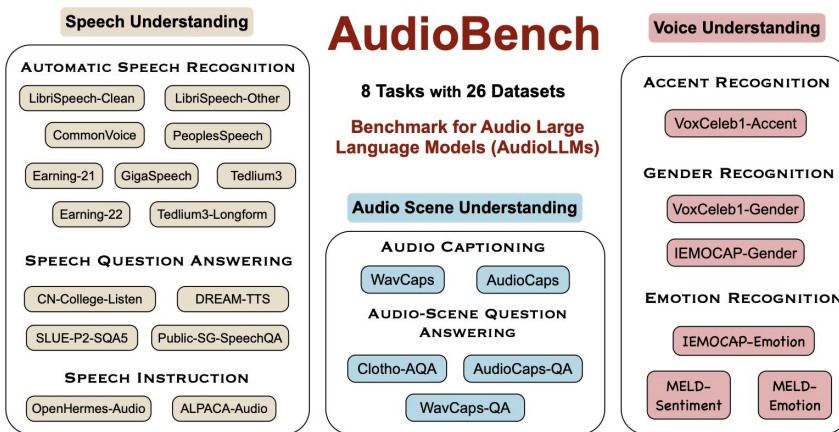 Speech Understanding
AUTOMATIC SPEECH RECOGNITION
LibriSpeech-Clean LibriSpeech-Other
CommonVoice PeoplesSpeech
Earning-21 GigaSpeech Tedlium3
Earning-22 Tedlium3-Longform
SPEECH QUESTION ANSWERING
CN-College-Listen DREAM-TTS
SLUE-P2-SQA5 Public-SG-SpeechQA
SPEECH INSTRUCTION
OpenHermes-Audio ALPACA-Audio
AudioBench
8 Tasks with 26 Datasets
Benchmark for Audio Large
Language Models (AudioLLMs)
Audio Scene Understanding
AUDIO CAPTIONING
WavCaps AudioCaps
AUDIO-SCENE QUESTION
ANSWERING
Clotho-AQA AudioCaps-QA
WavCaps-QA
Voice Understanding
ACCENT RECOGNITION
VoxCeleb1-Accent
GENDER RECOGNITION
VoxCeleb1-Gender
IEMOCAP-Gender
EMOTION RECOGNITION
IEMOCAP-Emotion
MELD- MELD-
Sentiment Emotion